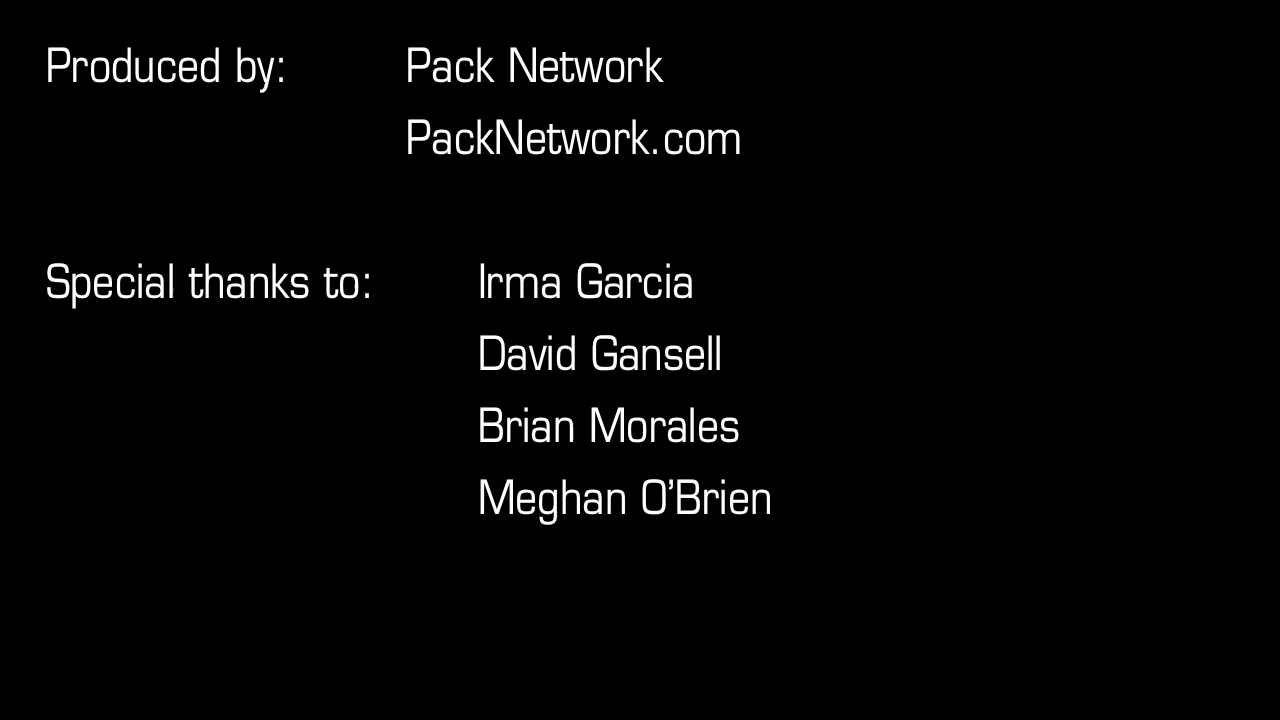 Produced by: Pack Network
PackNetwork.com
Special thanks to: Irma Garcia
David Gansell
Brian Morales
Meghan O’Brien